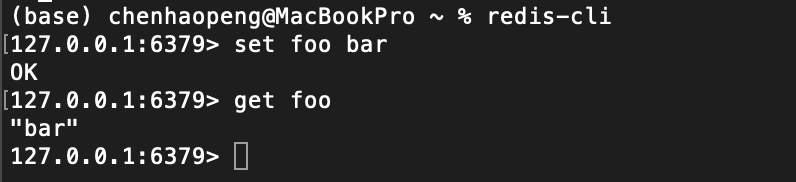 (base) chenhaopeng@MacBookPro ~ % redis-cli
[127.0.0.1:6379> set foo bar
OK
[127.0.0.1:6379> get foo
"bar"
127.0.0.1:6379>